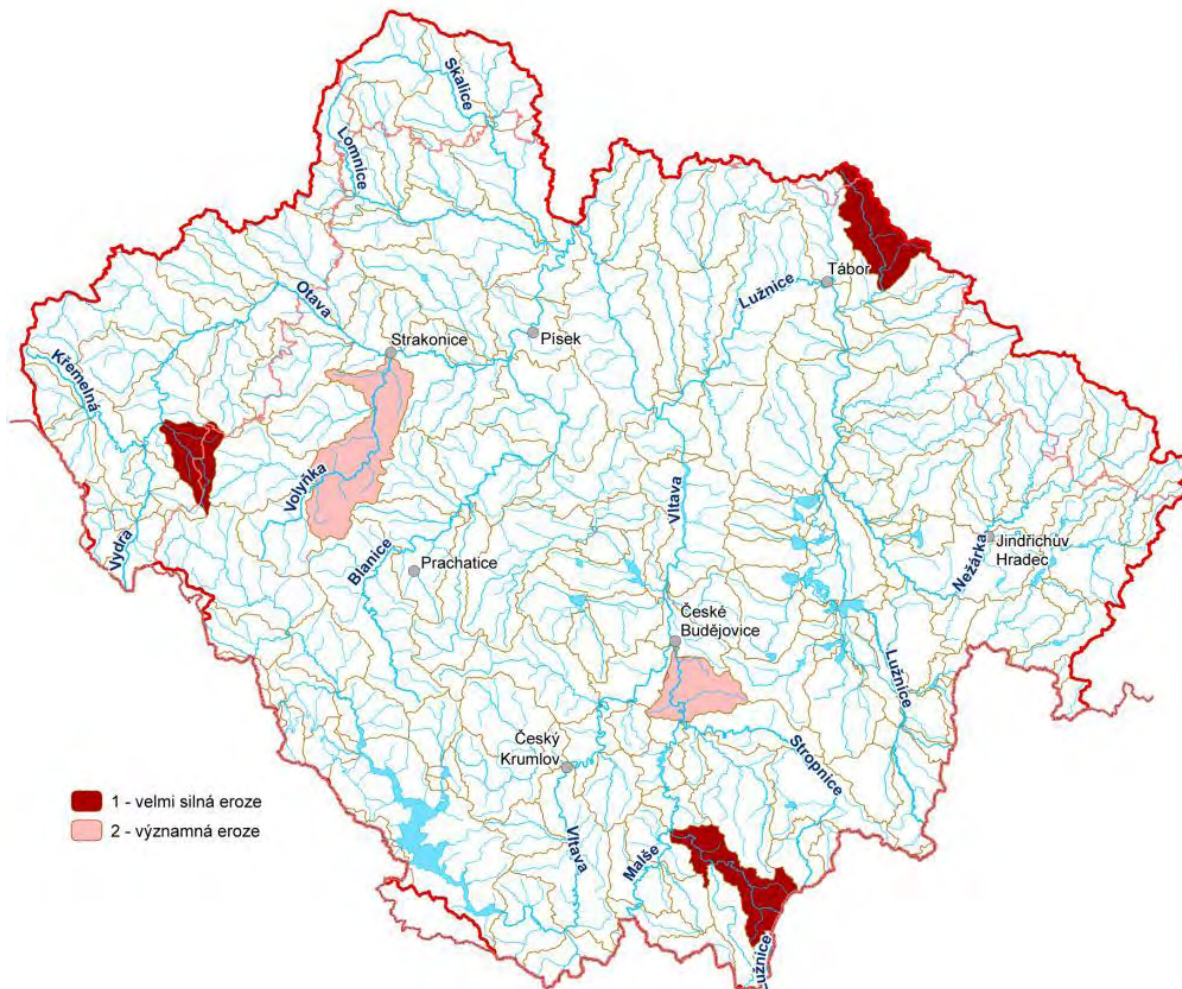 Skalice
Lomnice
Tábor
Lužnice
Otava
Písek
Strakonice
Křemelná
Volyňka
Vltava
Vydra
Blanice
Nežárka
Jindřichův
Hradec
Prachatice
České
Budějovice
Lužnice
Stropnice
Český
Krumlov
1 - velmi silná eroze
2 - významná eroze
Vltava
Malše
Lužnice